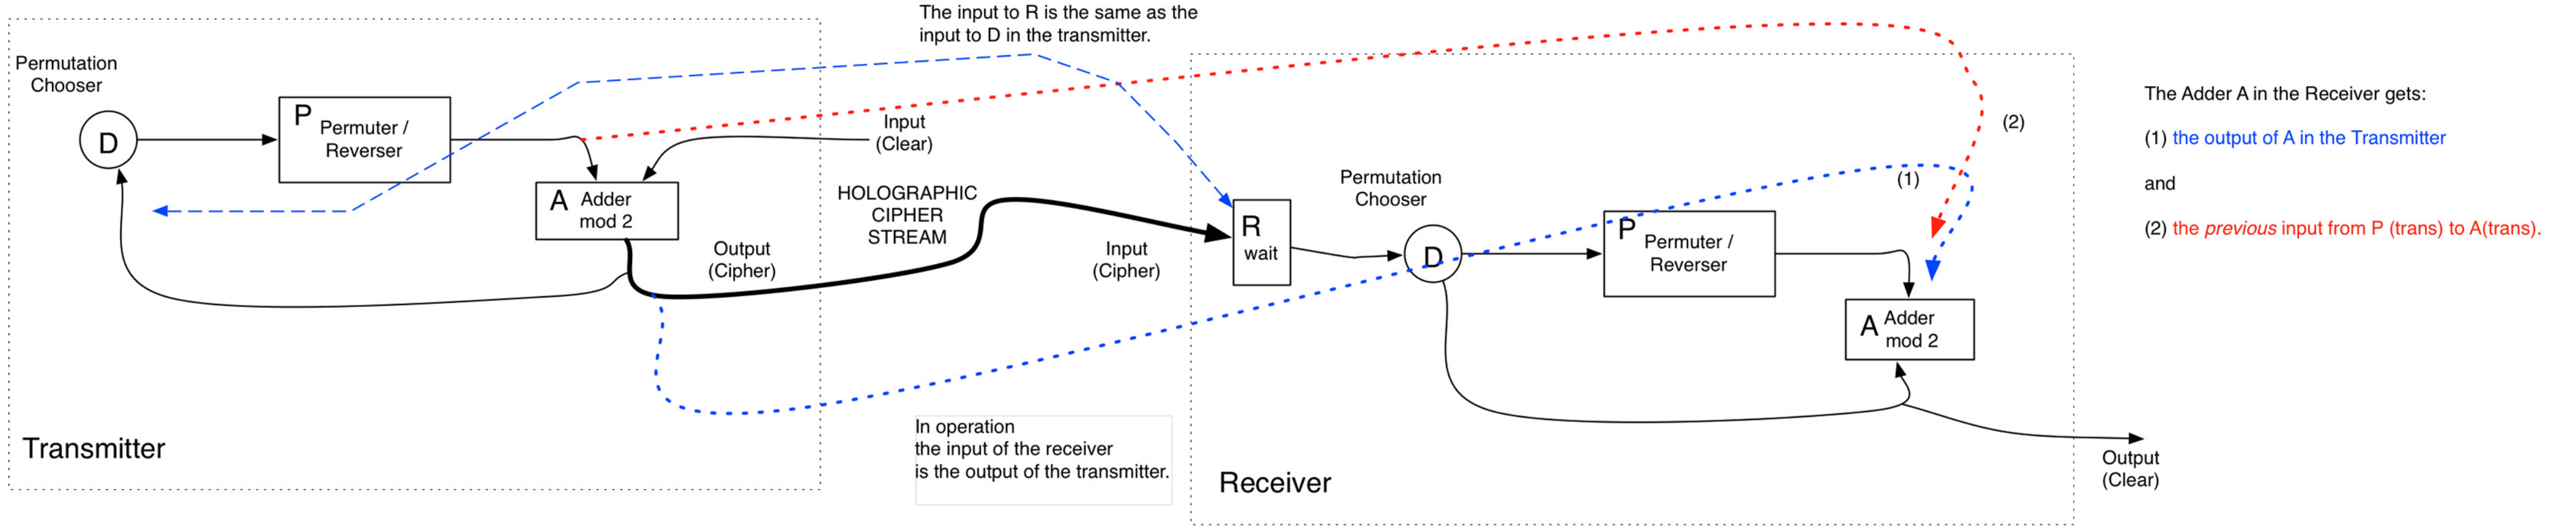 The input to R is the same as the
input to D in the transmitter.
Permutation
Chooser
D
P
Permuter /
Reverser
Input
(Clear)
A
Adder
mod 2
Output
(Cipher)
HOLOGRAPHIC
CIPHER
STREAM
Transmitter
In operation
the input of the receiver
is the output of the transmitter.
Input
(Cipher)
R
wait
Permutation
Chooser
D
P
Permuter /
Reverser
(1)
(2)
A
Adder
mod 2
Output
(Clear)
Receiver
The Adder A in the Receiver gets:
(1) the output of A in the Transmitter
and
(2) the previous input from P (trans) to A(trans).